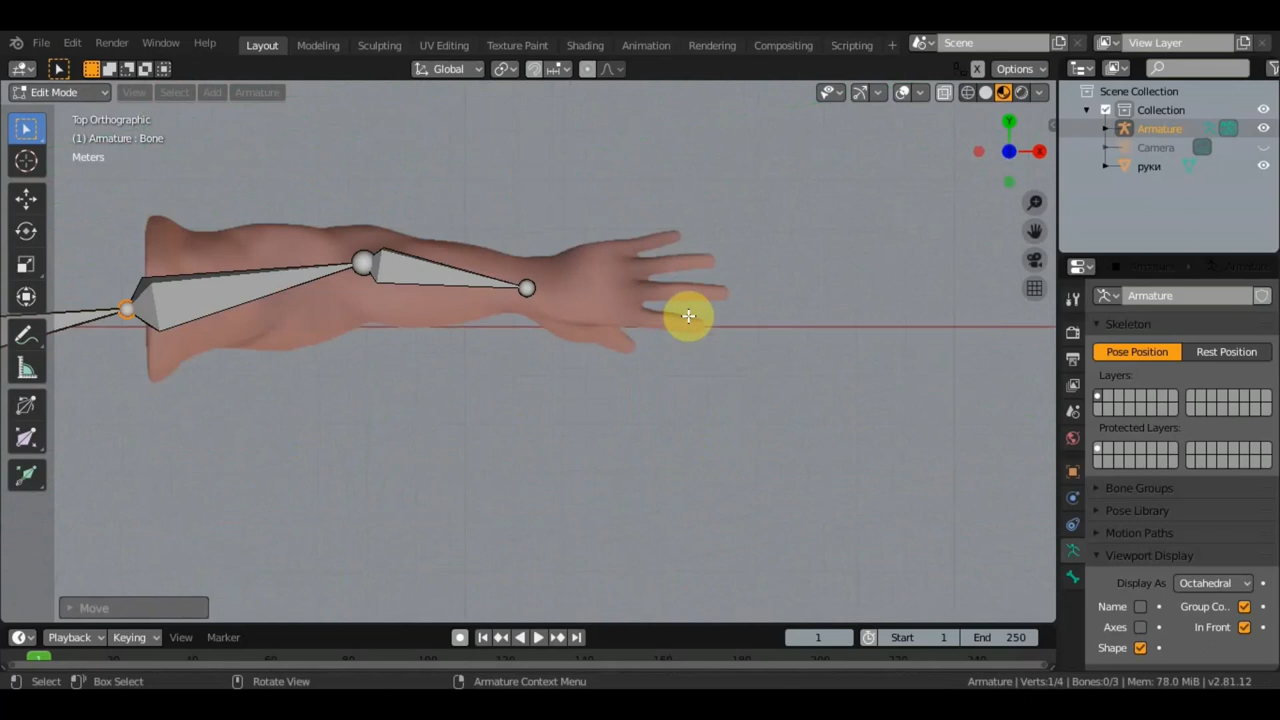 File Edit Render Window Help Layout Modeling Sculpting UV Editing Texture Paint Shading Animation Rendering Compositing Scripting + Scene View Layer
Global X Options
Edit Mode View Select Add Armature
Top Orthographic
(1) Armature : Bone
Meters
Y
X
Scene Collection
Collection
Armature
Camera
руки
Armature
Skeleton
Pose Position Rest Position
Layers:
Protected Layers:
Bone Groups
Pose Library
Motion Paths
Viewport Display
Display As Octahedral
Name Group Co..
Axes In Front
Shape
Move
Playback Keying View Marker 1 Start 1 End 250
1
Select Box Select Rotate View Armature Context Menu Armature | Verts:1/4 | Bones:0/3 | Mem: 78.0 MiB | v2.81.12